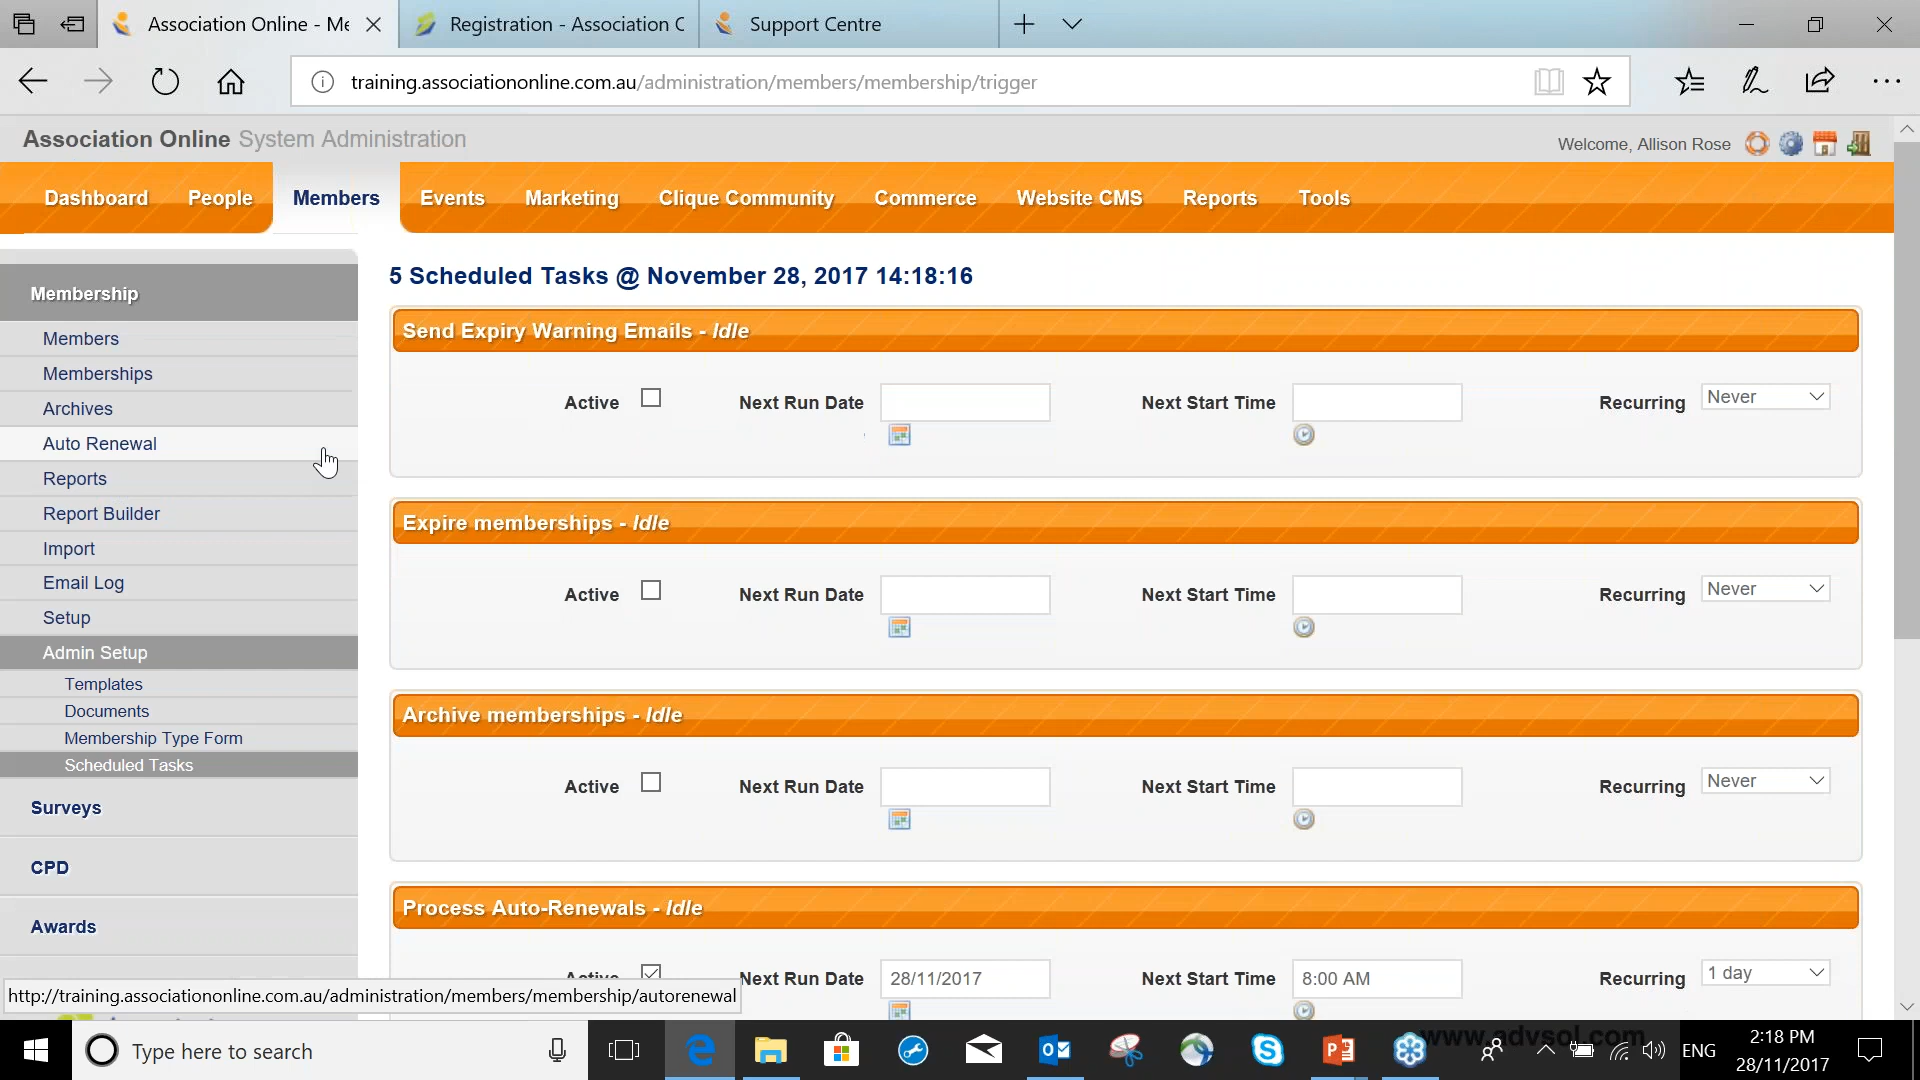 Association Online - Me
Registration - Association C
Support Centre
training.associationonline.com.au/administration/members/membership/trigger
Association Online System Administration
Welcome, Allison Rose
Dashboard People Members Events Marketing Clique Community Commerce Website CMS Reports Tools
Membership
Members
Memberships
Archives
Auto Renewal
Reports
Report Builder
Import
Email Log
Setup
Admin Setup
Templates
Documents
Membership Type Form
Scheduled Tasks
Surveys
CPD
Awards
5 Scheduled Tasks @ November 28, 2017 14:18:16
Send Expiry Warning Emails - Idle
Active Next Run Date Next Start Time Recurring Never
Expire memberships - Idle
Active Next Run Date Next Start Time Recurring Never
Archive memberships - Idle
Active Next Run Date Next Start Time Recurring Never
Process Auto-Renewals - Idle
Active Next Run Date 28/11/2017 Next Start Time 8:00 AM Recurring 1 day
http://training.associationonline.com.au/administration/members/membership/autorenewal
Type here to search
www.advsol.com
ENG
2:18 PM
28/11/2017